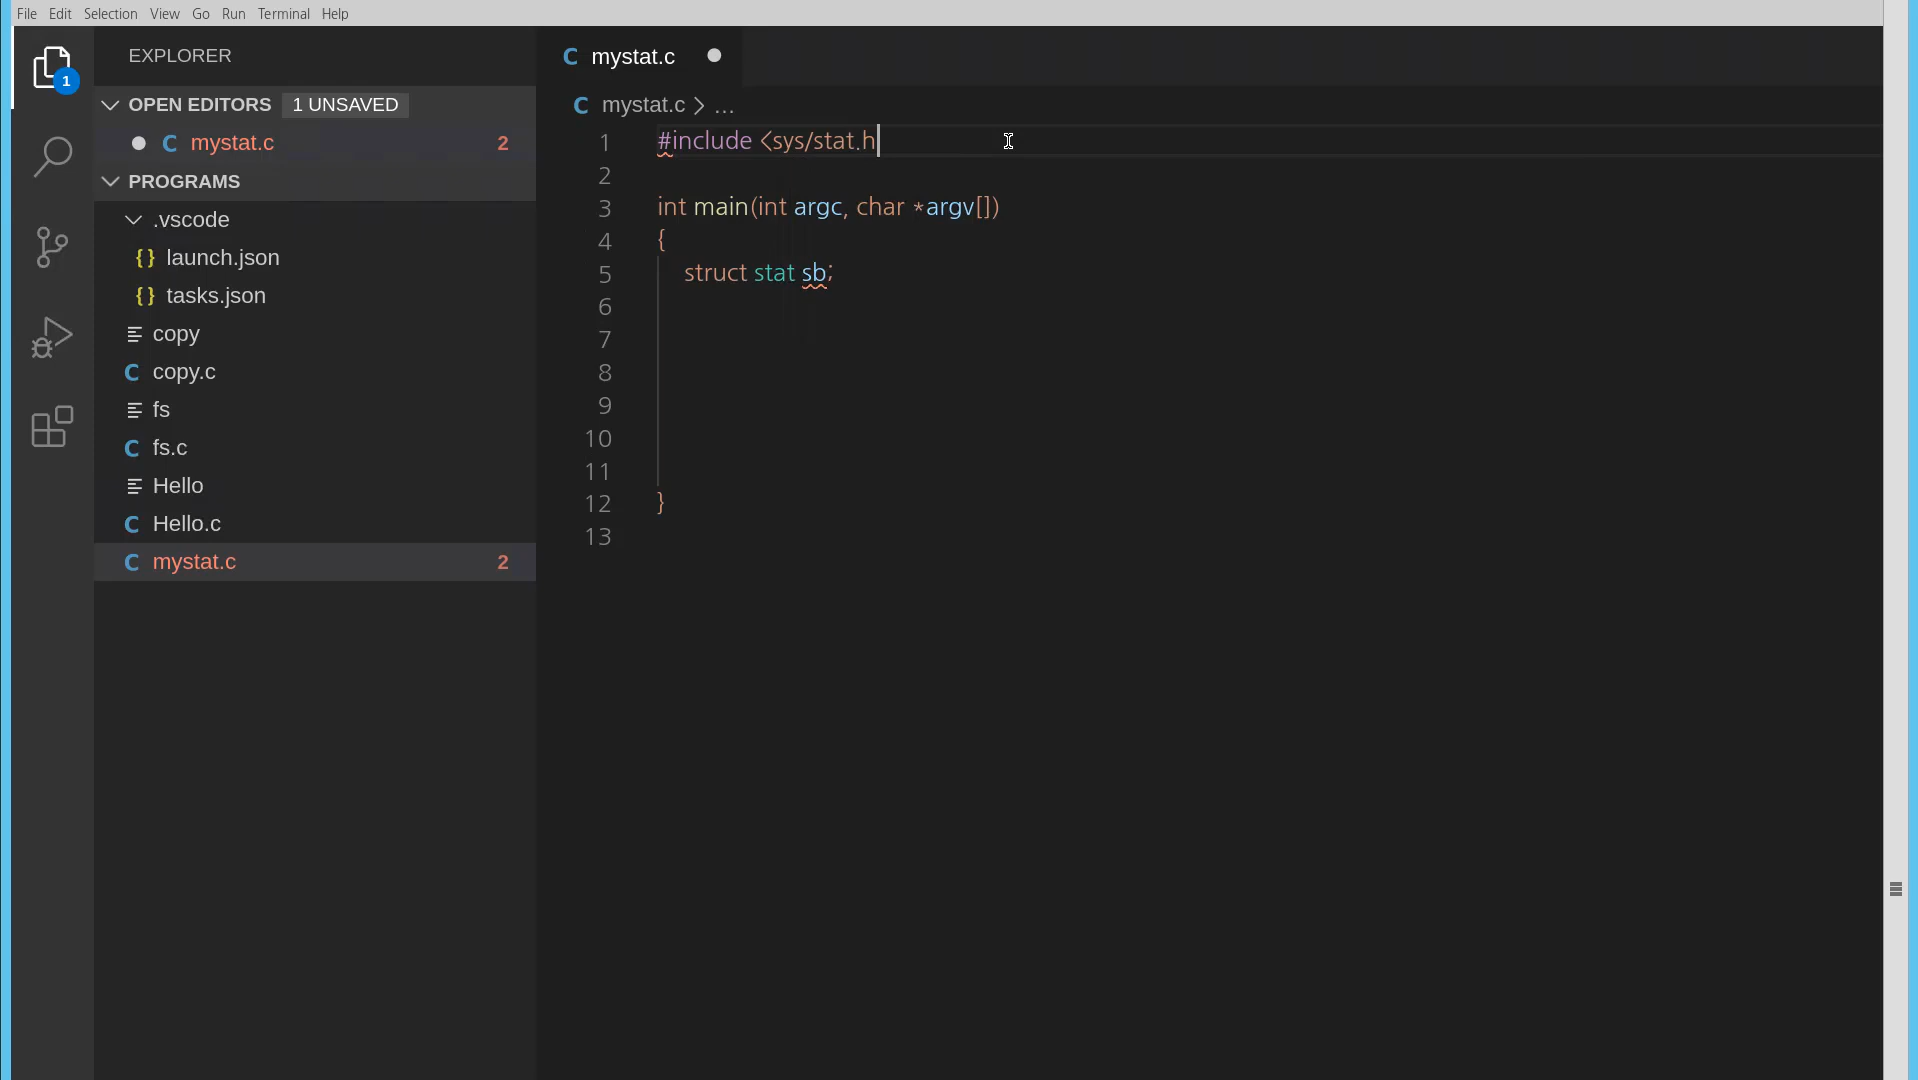 File Edit Selection View Go Run Terminal Help
EXPLORER
OPEN EDITORS 1 UNSAVED
mystat.c 2
PROGRAMS
.vscode
{ } launch.json
{ } tasks.json
copy
C copy.c
fs
C fs.c
Hello
C Hello.c
C mystat.c 2
1
C mystat.c
C mystat.c > ...
1 #include <sys/stat.h
2
3 int main(int argc, char *argv[])
4 {
5 struct stat sb;
6
7
8
9
10
11
12 }
13